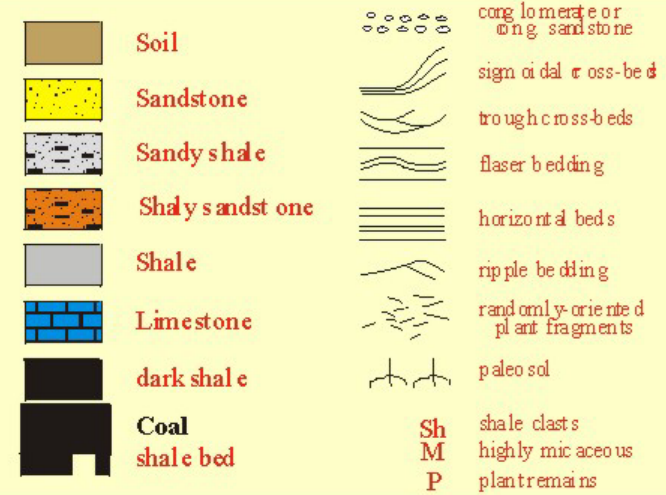 Soil
Sandstone
Sandy shale
Shaly sandstone
Shale
Limestone
dark shale
Coal
shale bed
conglomerate or
cong sandstone
sigmoidal cross-beds
trough cross-beds
flaser bedding
horizontal beds
ripple bedding
randomly-oriented
plant fragments
paleosol
Sh shale clasts
M highly micaceous
P plant remains